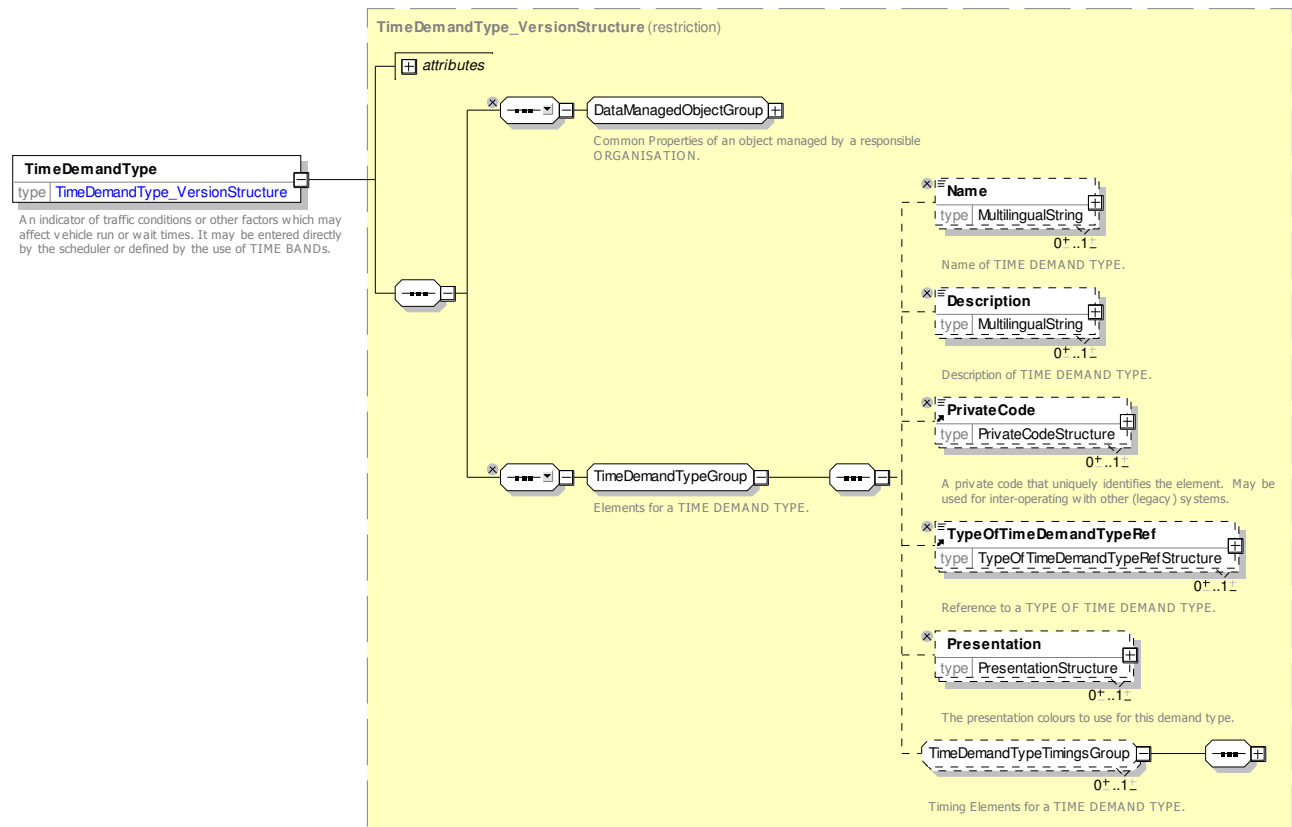 TimeDemandType_VersionStructure (restriction)
attributes
DataManagedObjectGroup
Common Properties of an object managed by a responsible
ORGANISATION.
TimeDemandType
type TimeDemandType_VersionStructure
An indicator of traffic conditions or other factors which may
affect vehicle run or wait times. It may be entered directly
by the scheduler or defined by the use of TIME BANDs.
Name
type MultilingualString
0..1
Name of TIME DEMAND TYPE.
Description
type MultilingualString
0..1
Description of TIME DEMAND TYPE.
PrivateCode
type PrivateCodeStructure
0..1
A private code that uniquely identifies the element. May be
used for inter-operating with other (legacy) systems.
TimeDemandTypeGroup
Elements for a TIME DEMAND TYPE.
TypeOfTimeDemandTypeRef
type TypeOfTimeDemandTypeRefStructure
0..1
Reference to a TYPE OF TIME DEMAND TYPE.
Presentation
type PresentationStructure
0..1
The presentation colours to use for this demand type.
TimeDemandTypeTimingsGroup
0..1
Timing Elements for a TIME DEMAND TYPE.